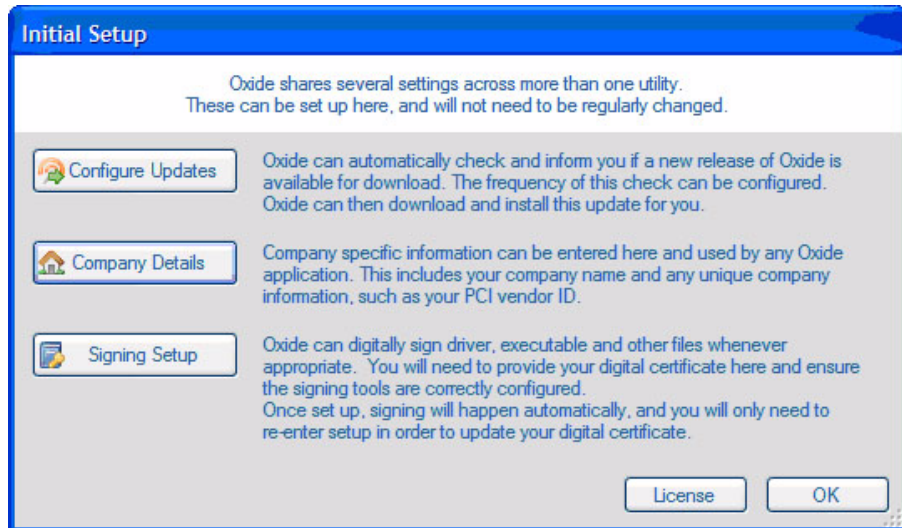 Initial Setup
Oxide shares several settings across more than one utility.
These can be set up here, and will not need to be regularly changed.
Configure Updates
Oxide can automatically check and inform you if a new release of Oxide is
available for download. The frequency of this check can be configured.
Oxide can then download and install this update for you.
Company Details
Company specific information can be entered here and used by any Oxide
application. This includes your company name and any unique company
information, such as your PCI vendor ID.
Signing Setup
Oxide can digitally sign driver, executable and other files whenever
appropriate. You will need to provide your digital certificate here and ensure
the signing tools are correctly configured.
Once set up, signing will happen automatically, and you will only need to
re-enter setup in order to update your digital certificate.
License
OK